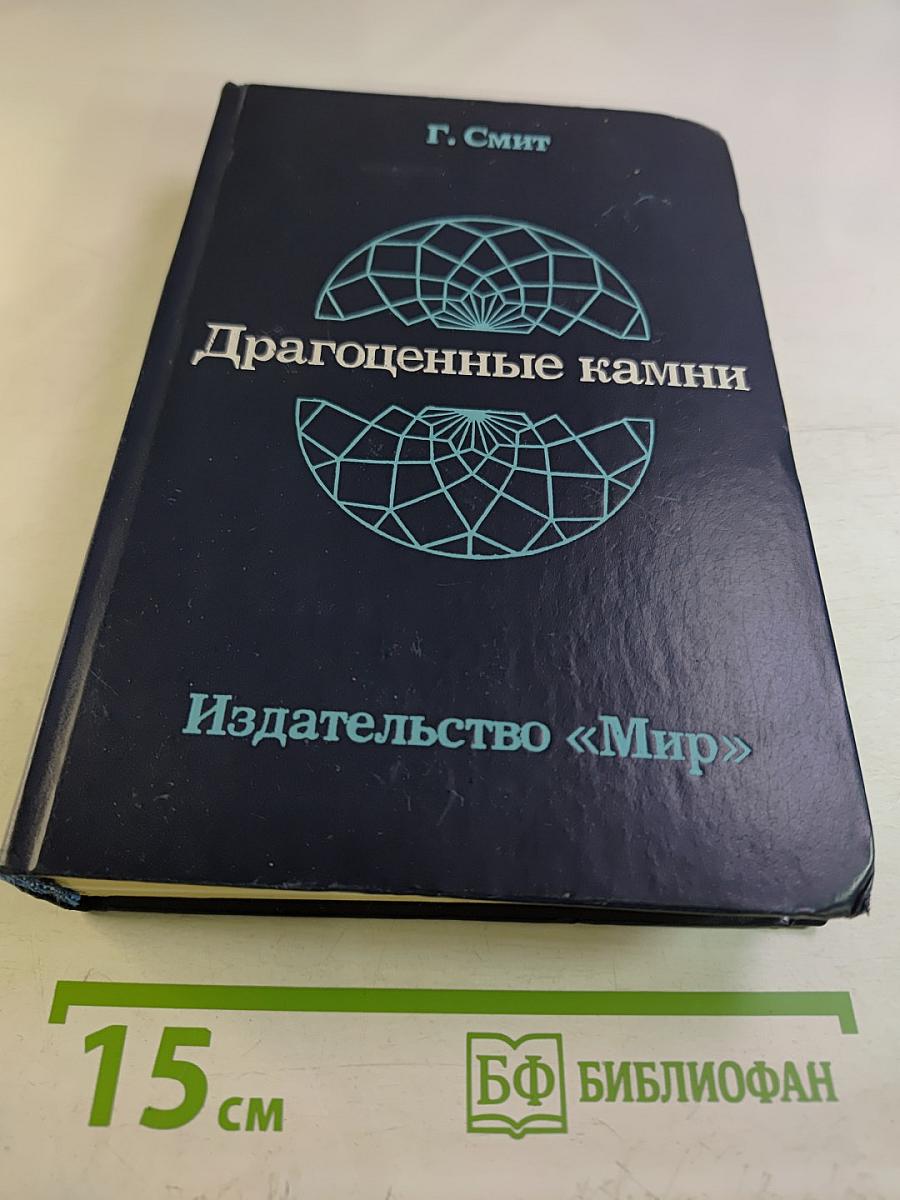 Г. Смит
Драгоценные камни
Издательство «Мир»
15 см
БФ БИБЛИОФАН